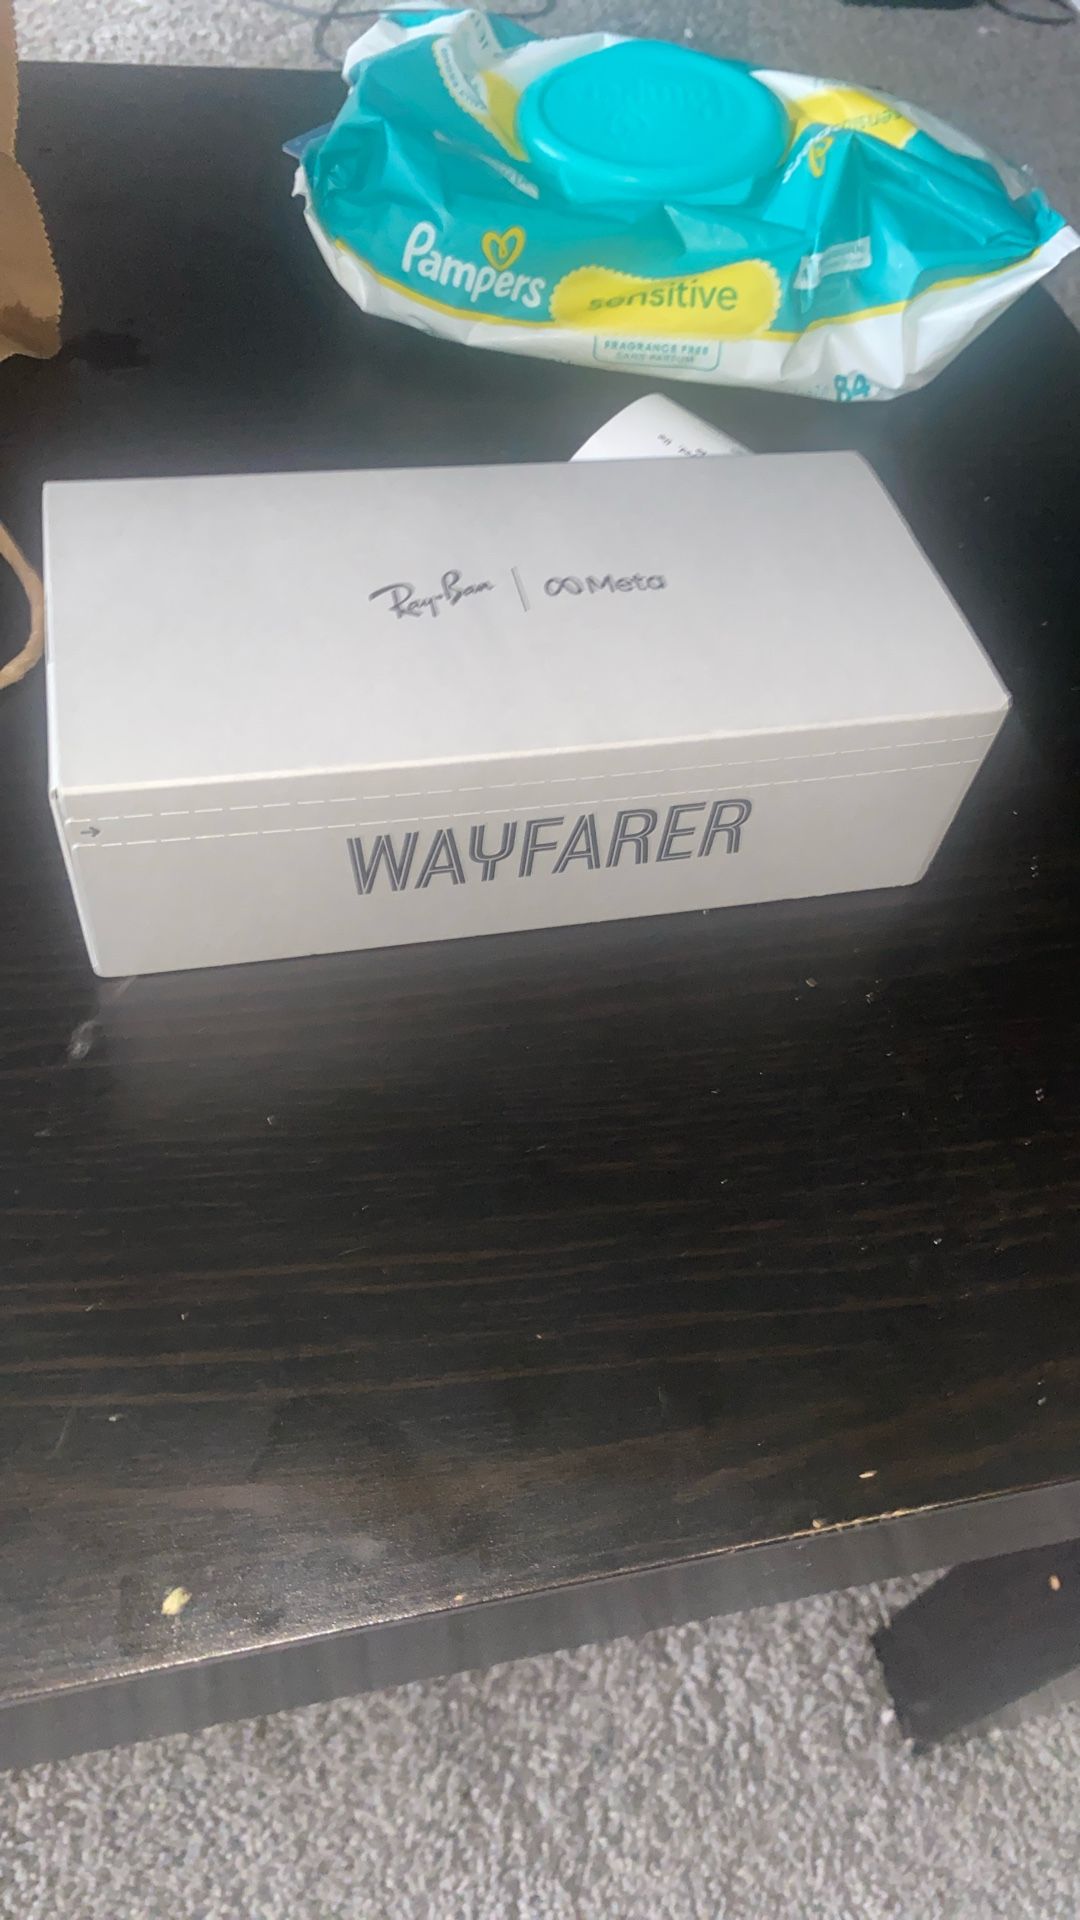 Pampers
sensitive
FRAGRANCE FREE
SANS PARFUM
84
Ray-Ban | Meta
WAYFARER